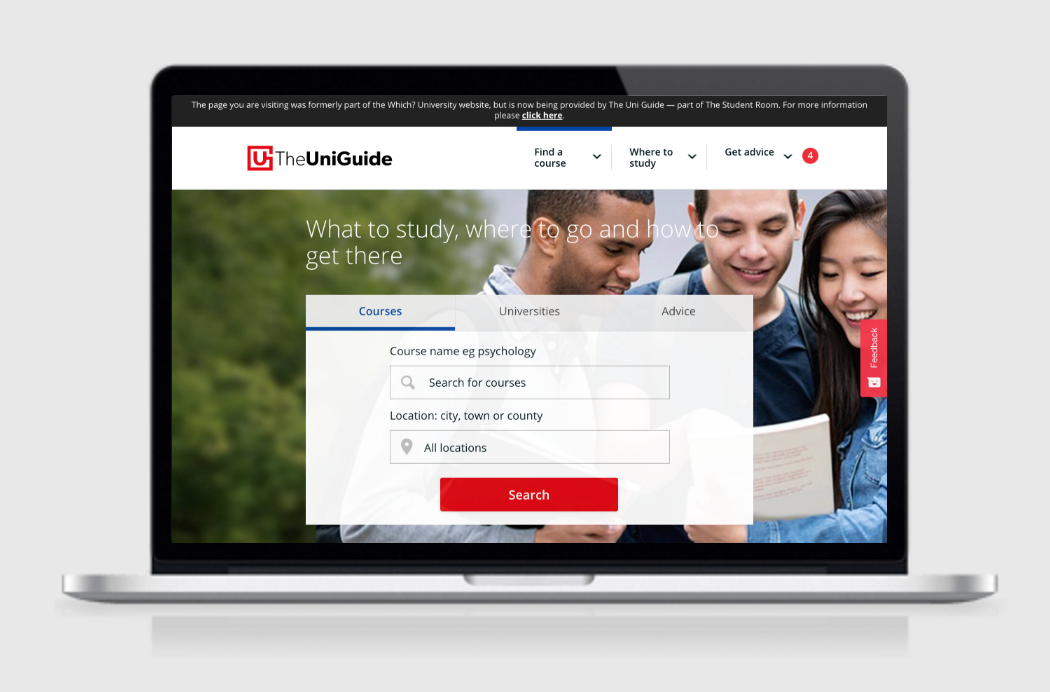 The page you are visiting was formerly part of the Which? University website, but is now being provided by The Uni Guide — part of The Student Room. For more information
please click here.
TheUniGuide
Find a
course
Where to
study
Get advice
4
What to study, where to go and how to
get there
Courses
Universities
Advice
Course name eg psychology
Search for courses
Location: city, town or county
All locations
Search
Feedback